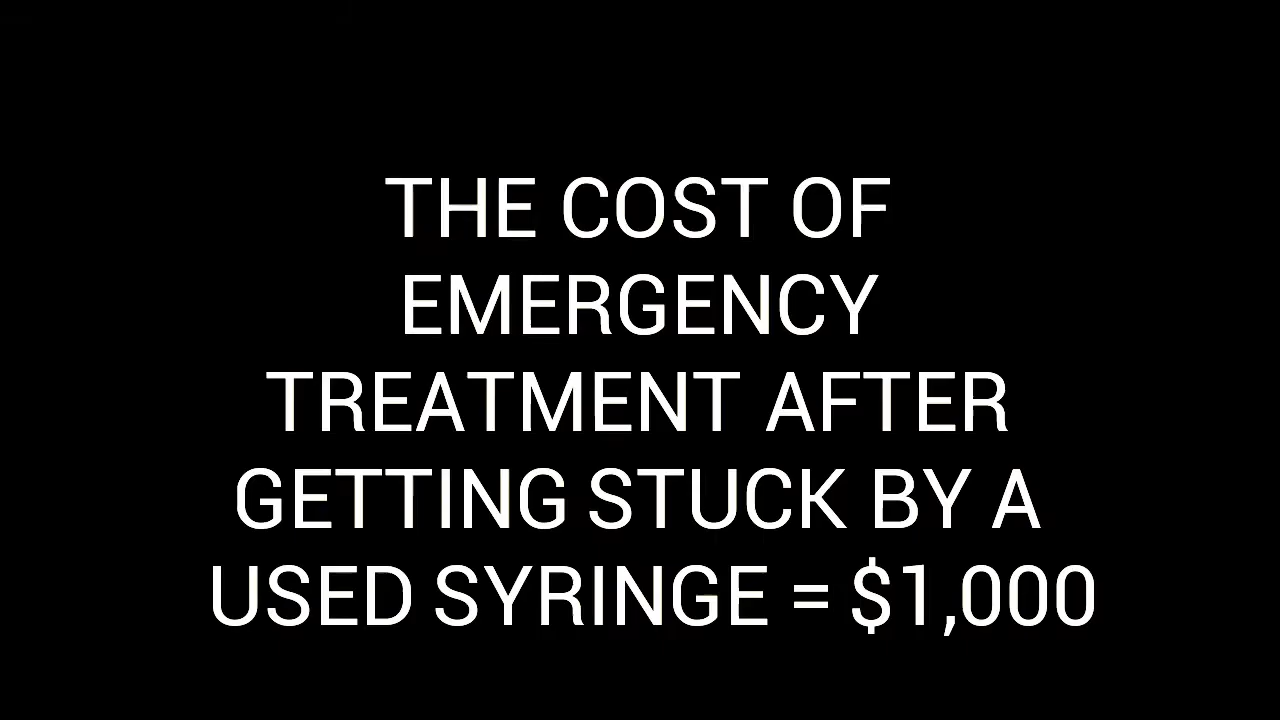 THE COST OF
EMERGENCY
TREATMENT AFTER
GETTING STUCK BY A
USED SYRINGE = $1,000